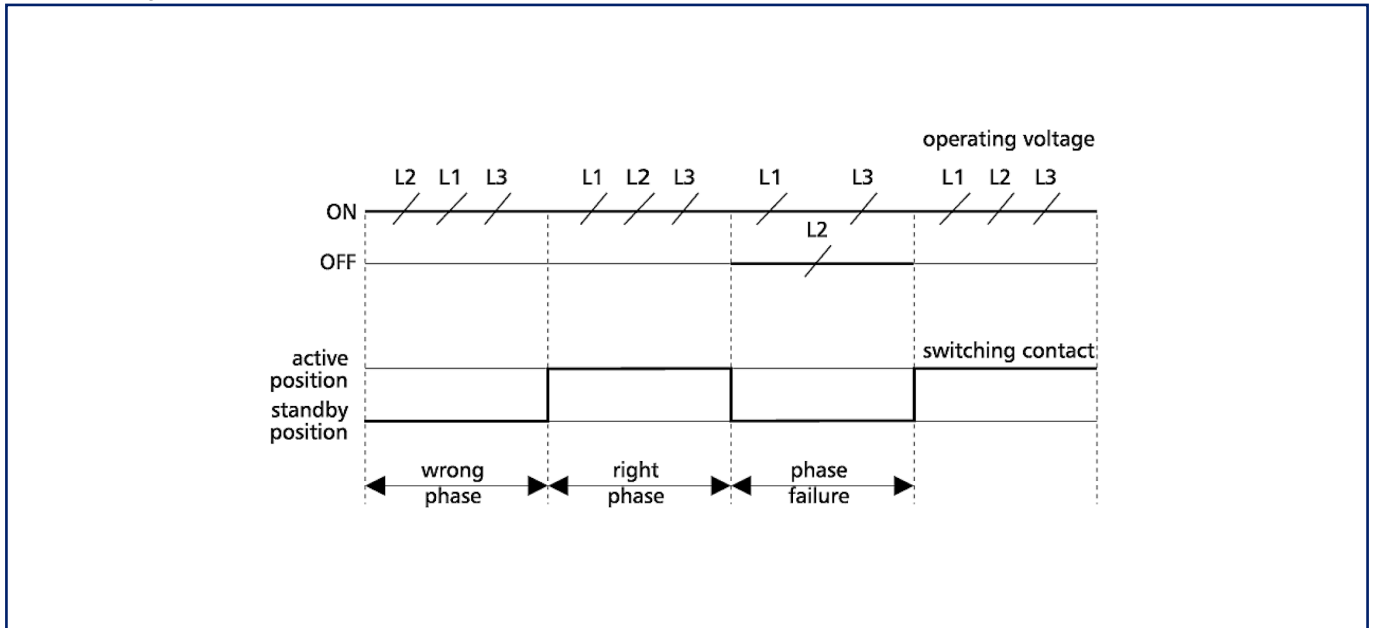 operating voltage
L2 L1 L3 L1 L2 L3 L1 L3 L1 L2 L3
ON
L2
OFF
switching contact
active
position
standby
position
wrong
phase
right
phase
phase
failure